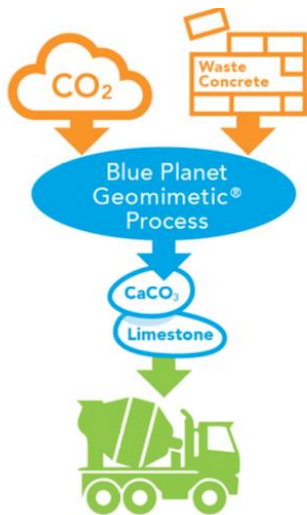 CO₂
Waste
Concrete
Blue Planet
Geomimetic®
Process
CaCO₃
Limestone